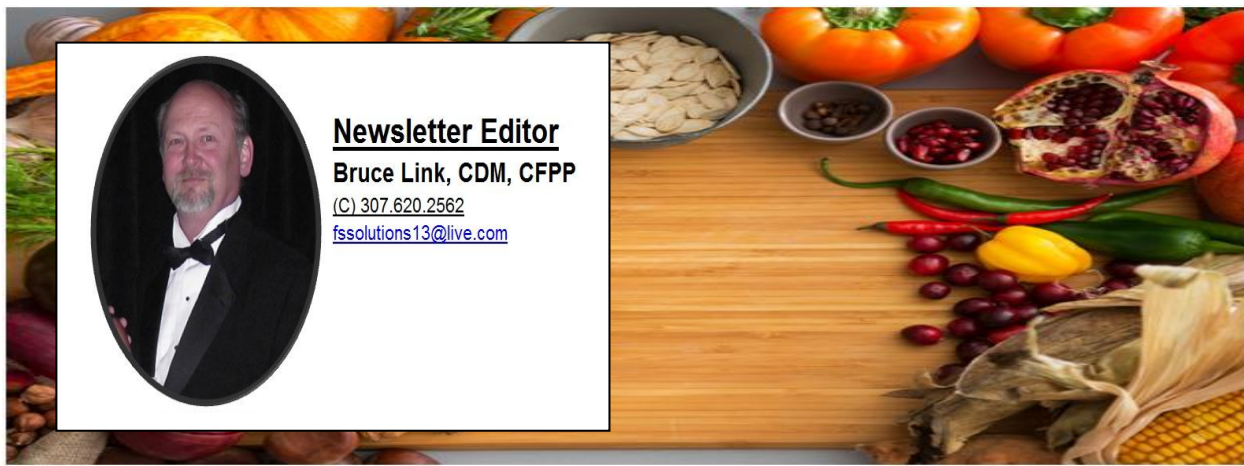 Newsletter Editor
Bruce Link, CDM, CFPP
(C) 307.620.2562
fssolutions13@live.com